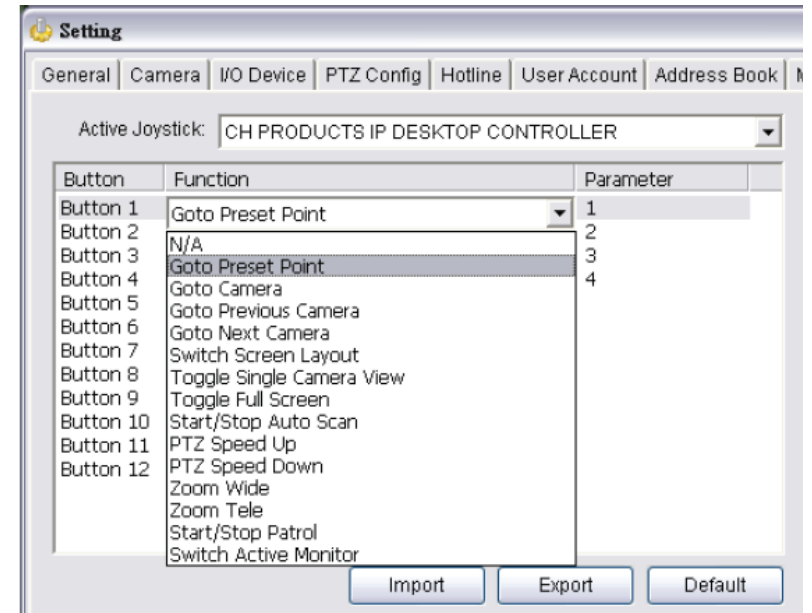 Setting
General Camera I/O Device PTZ Config Hotline User Account Address Book
Active Joystick: CH PRODUCTS IP DESKTOP CONTROLLER
Button Function Parameter
Button 1 Goto Preset Point 1
Button 2 2
N/A
Button 3 3
Goto Preset Point
Button 4 4
Goto Camera
Button 5
Goto Previous Camera
Button 6
Goto Next Camera
Button 7
Switch Screen Layout
Button 8
Toggle Single Camera View
Button 9
Toggle Full Screen
Button 10
Start/Stop Auto Scan
Button 11
PTZ Speed Up
Button 12
PTZ Speed Down
Zoom Wide
Zoom Tele
Start/Stop Patrol
Switch Active Monitor
Import Export Default